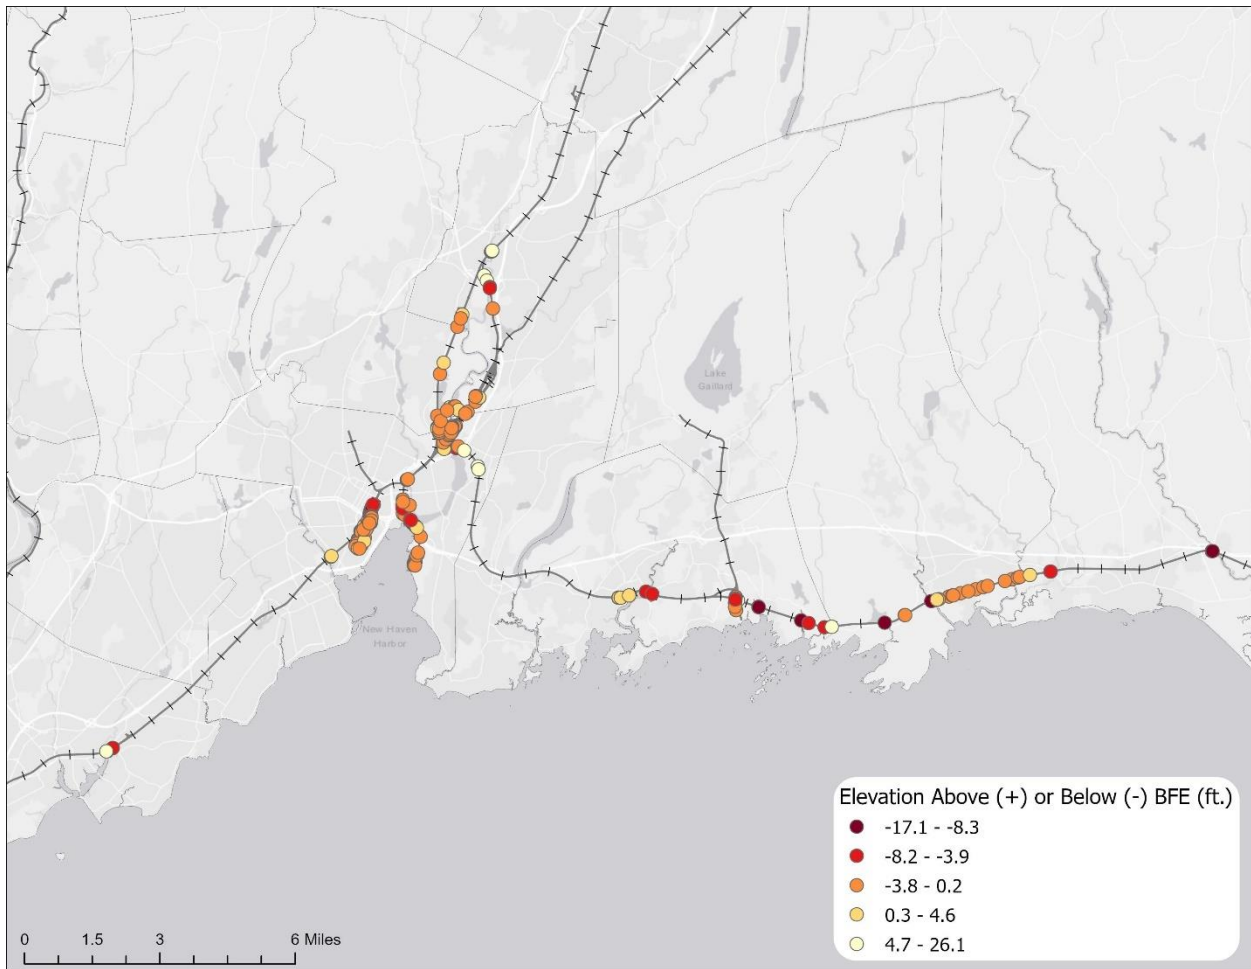 Lake
Gaillard
New Haven
Harbor
Elevation Above (+) or Below (-) BFE (ft.)
-17.1 - -8.3
-8.2 - -3.9
-3.8 - 0.2
0.3 - 4.6
4.7 - 26.1
0 1.5 3 6 Miles